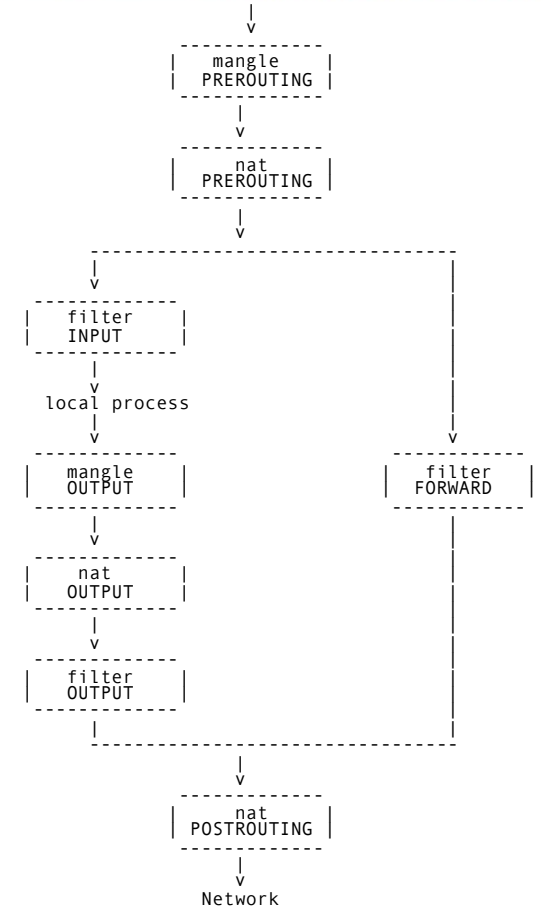 mangle
PREROUTING
nat
PREROUTING
filter
INPUT
local process
mangle
OUTPUT
filter
FORWARD
nat
OUTPUT
filter
OUTPUT
nat
POSTROUTING
Network